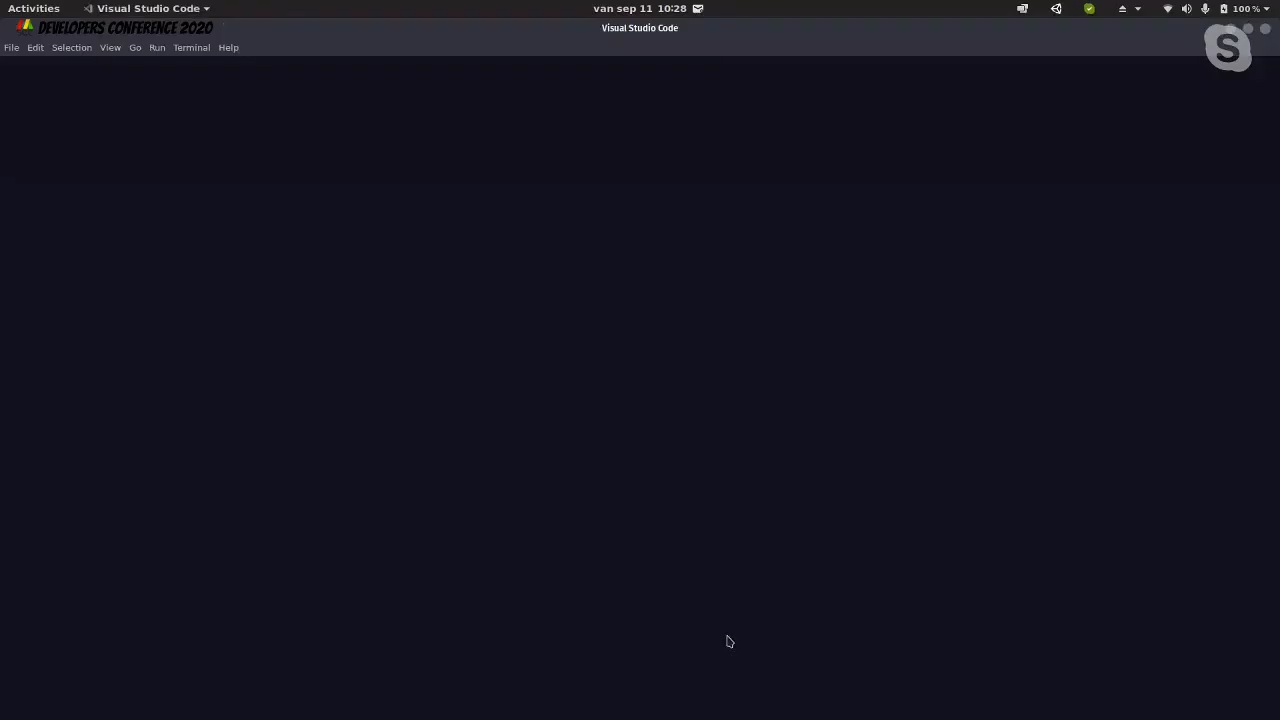 Activities Visual Studio Code van sep 11 10:28 100%
DEVELOPERS CONFERENCE 2020 Visual Studio Code
File Edit Selection View Go Run Terminal Help
S